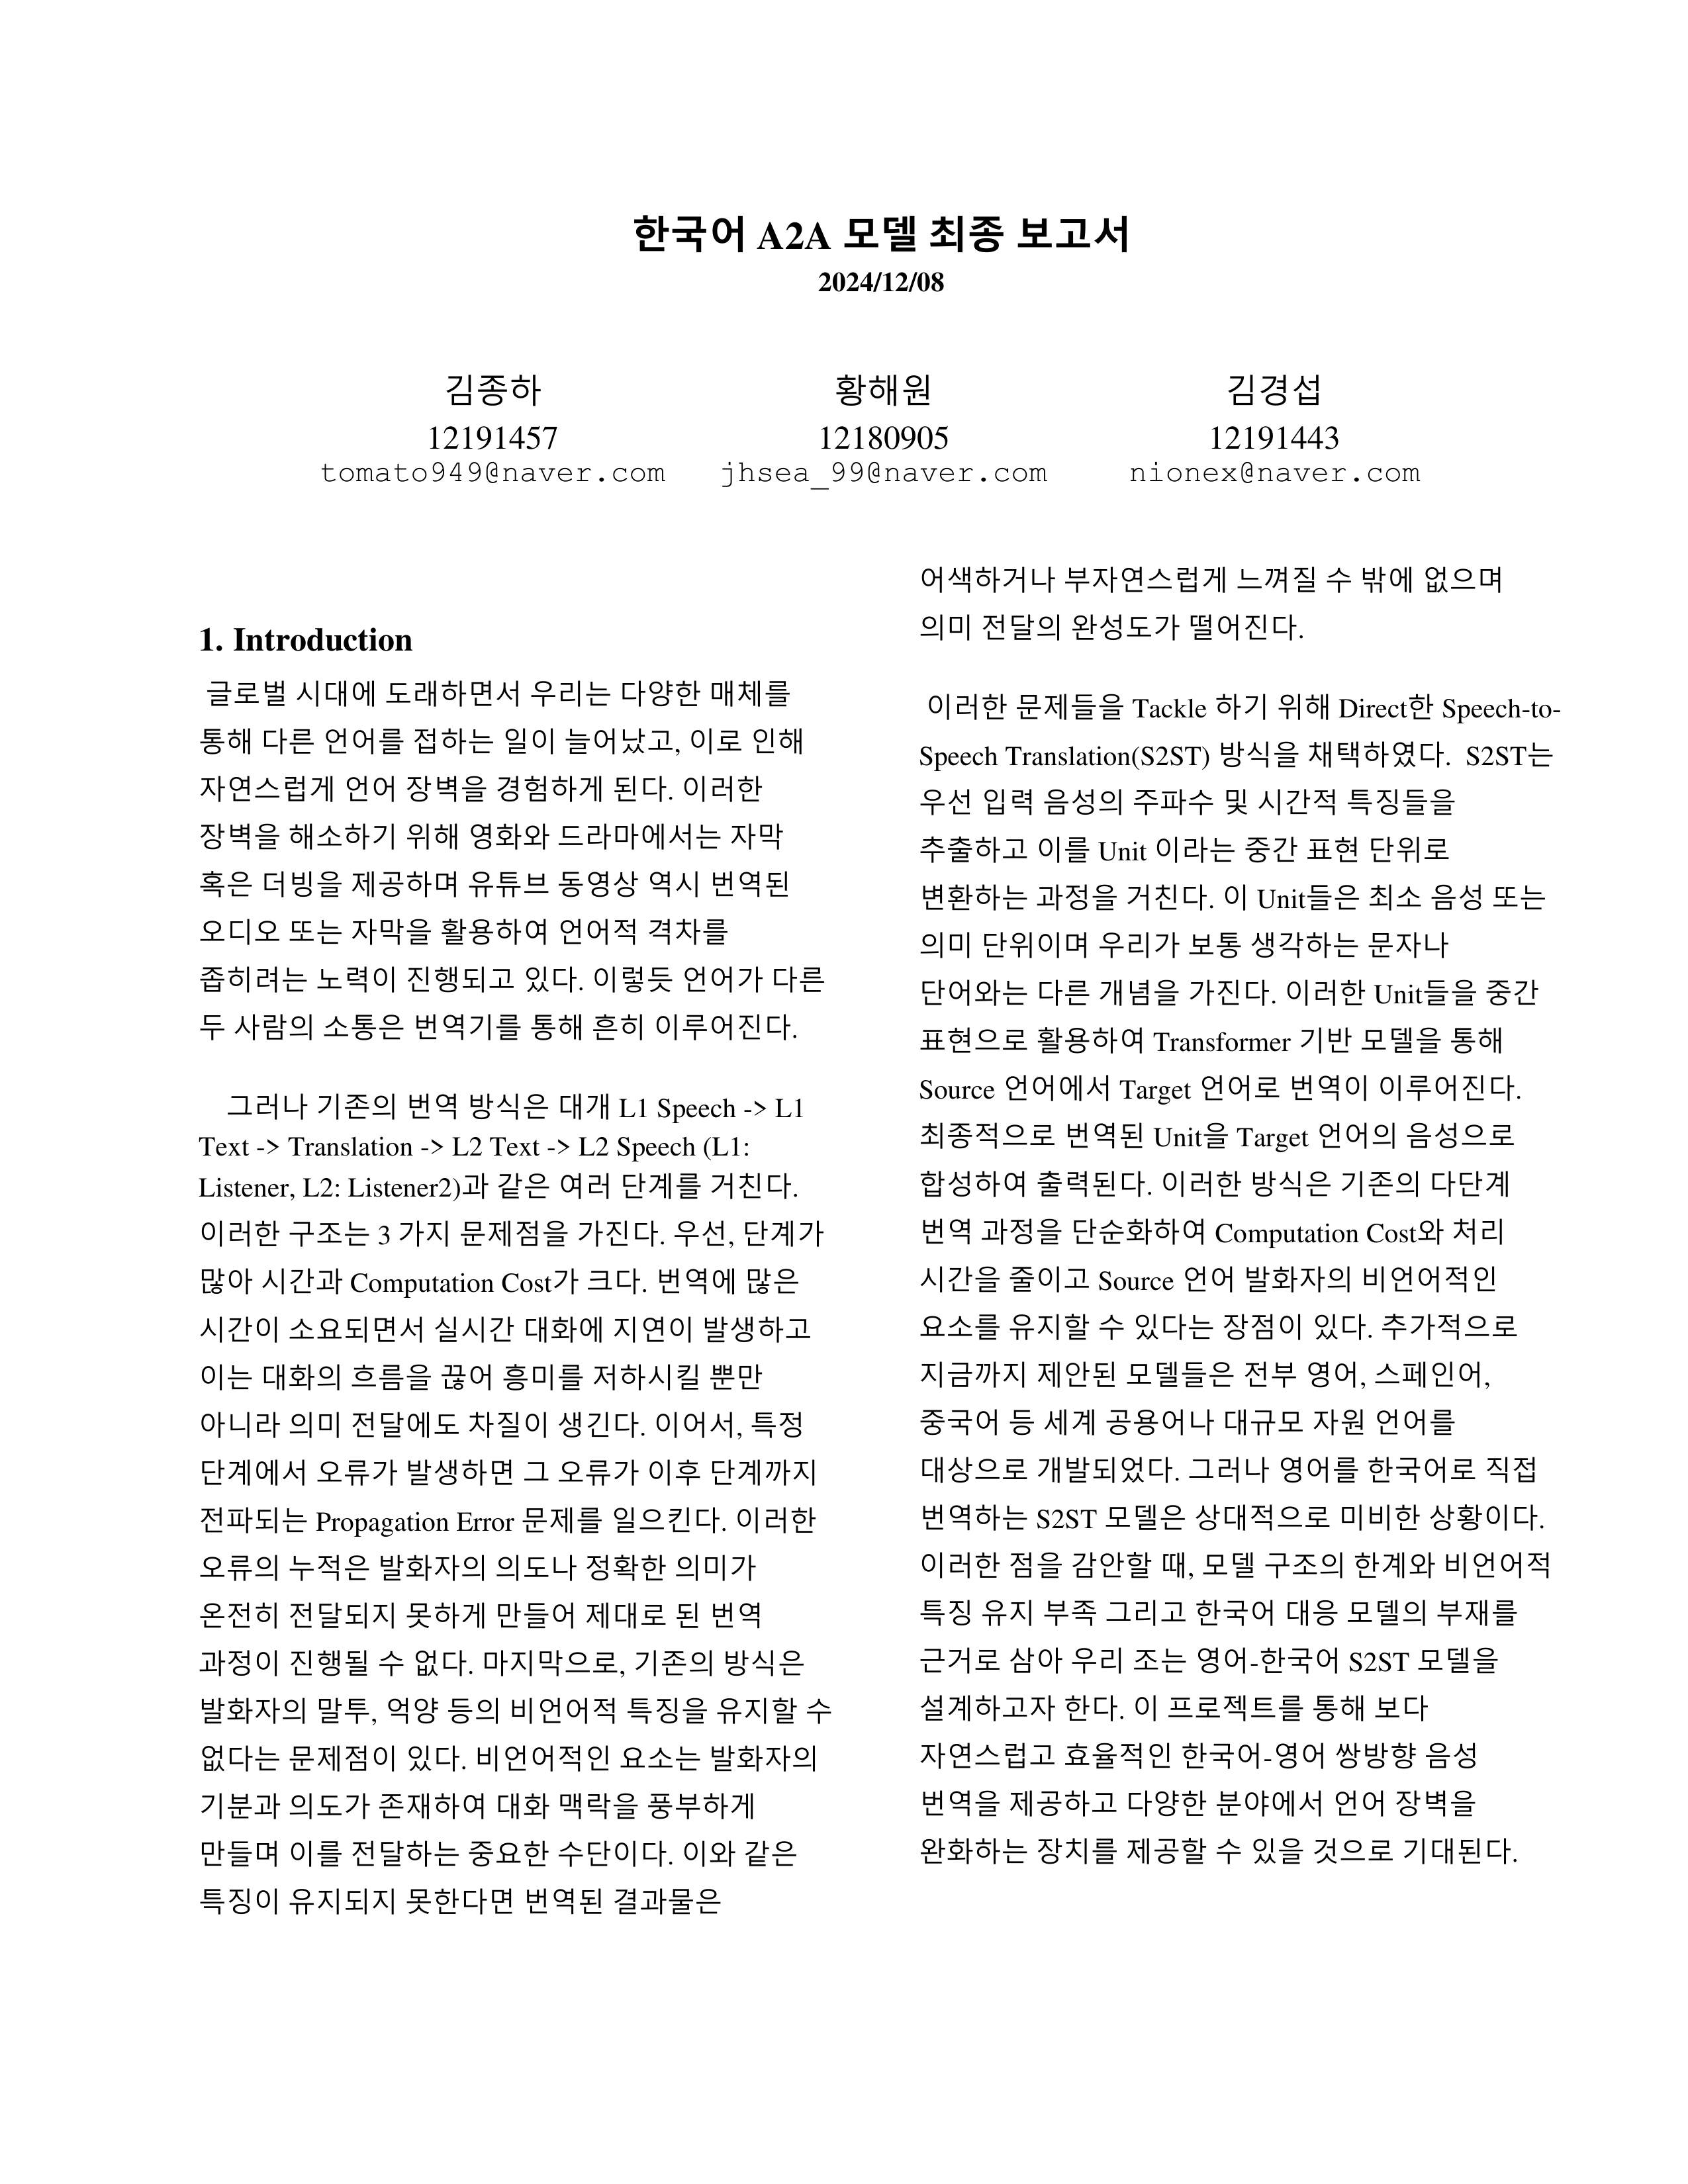 한국어 A2A 모델 최종 보고서
2024/12/08
김종하
12191457
tomato949@naver.com
황해원
12180905
jhsea_99@naver.com
김경섭
12191443
nionex@naver.com
1. Introduction
글로벌 시대에 도래하면서 우리는 다양한 매체를
통해 다른 언어를 접하는 일이 늘어났고, 이로 인해
자연스럽게 언어 장벽을 경험하게 된다. 이러한
장벽을 해소하기 위해 영화와 드라마에서는 자막
혹은 더빙을 제공하며 유튜브 동영상 역시 번역된
오디오 또는 자막을 활용하여 언어적 격차를
좁히려는 노력이 진행되고 있다. 이렇듯 언어가 다른
두 사람의 소통은 번역기를 통해 흔히 이루어진다.
그러나 기존의 번역 방식은 대개 L1 Speech -> L1
Text -> Translation -> L2 Text -> L2 Speech (L1:
Listener, L2: Listener2)과 같은 여러 단계를 거친다.
이러한 구조는 3 가지 문제점을 가진다. 우선, 단계가
많아 시간과 Computation Cost가 크다. 번역에 많은
시간이 소요되면서 실시간 대화에 지연이 발생하고
이는 대화의 흐름을 끊어 흥미를 저하시킬 뿐만
아니라 의미 전달에도 차질이 생긴다. 이어서, 특정
단계에서 오류가 발생하면 그 오류가 이후 단계까지
전파되는 Propagation Error 문제를 일으킨다. 이러한
오류의 누적은 발화자의 의도나 정확한 의미가
온전히 전달되지 못하게 만들어 제대로 된 번역
과정이 진행될 수 없다. 마지막으로, 기존의 방식은
발화자의 말투, 억양 등의 비언어적 특징을 유지할 수
없다는 문제점이 있다. 비언어적인 요소는 발화자의
기분과 의도가 존재하여 대화 맥락을 풍부하게
만들며 이를 전달하는 중요한 수단이다. 이와 같은
특징이 유지되지 못한다면 번역된 결과물은
어색하거나 부자연스럽게 느껴질 수 밖에 없으며
의미 전달의 완성도가 떨어진다.
이러한 문제들을 Tackle 하기 위해 Direct한 Speech-to-
Speech Translation(S2ST) 방식을 채택하였다. S2ST는
우선 입력 음성의 주파수 및 시간적 특징들을
추출하고 이를 Unit 이라는 중간 표현 단위로
변환하는 과정을 거친다. 이 Unit들은 최소 음성 또는
의미 단위이며 우리가 보통 생각하는 문자나
단어와는 다른 개념을 가진다. 이러한 Unit들을 중간
표현으로 활용하여 Transformer 기반 모델을 통해
Source 언어에서 Target 언어로 번역이 이루어진다.
최종적으로 번역된 Unit을 Target 언어의 음성으로
합성하여 출력된다. 이러한 방식은 기존의 다단계
번역 과정을 단순화하여 Computation Cost와 처리
시간을 줄이고 Source 언어 발화자의 비언어적인
요소를 유지할 수 있다는 장점이 있다. 추가적으로
지금까지 제안된 모델들은 전부 영어, 스페인어,
중국어 등 세계 공용어나 대규모 자원 언어를
대상으로 개발되었다. 그러나 영어를 한국어로 직접
번역하는 S2ST 모델은 상대적으로 미비한 상황이다.
이러한 점을 감안할 때, 모델 구조의 한계와 비언어적
특징 유지 부족 그리고 한국어 대응 모델의 부재를
근거로 삼아 우리 조는 영어-한국어 S2ST 모델을
설계하고자 한다. 이 프로젝트를 통해 보다
자연스럽고 효율적인 한국어-영어 쌍방향 음성
번역을 제공하고 다양한 분야에서 언어 장벽을
완화하는 장치를 제공할 수 있을 것으로 기대된다.